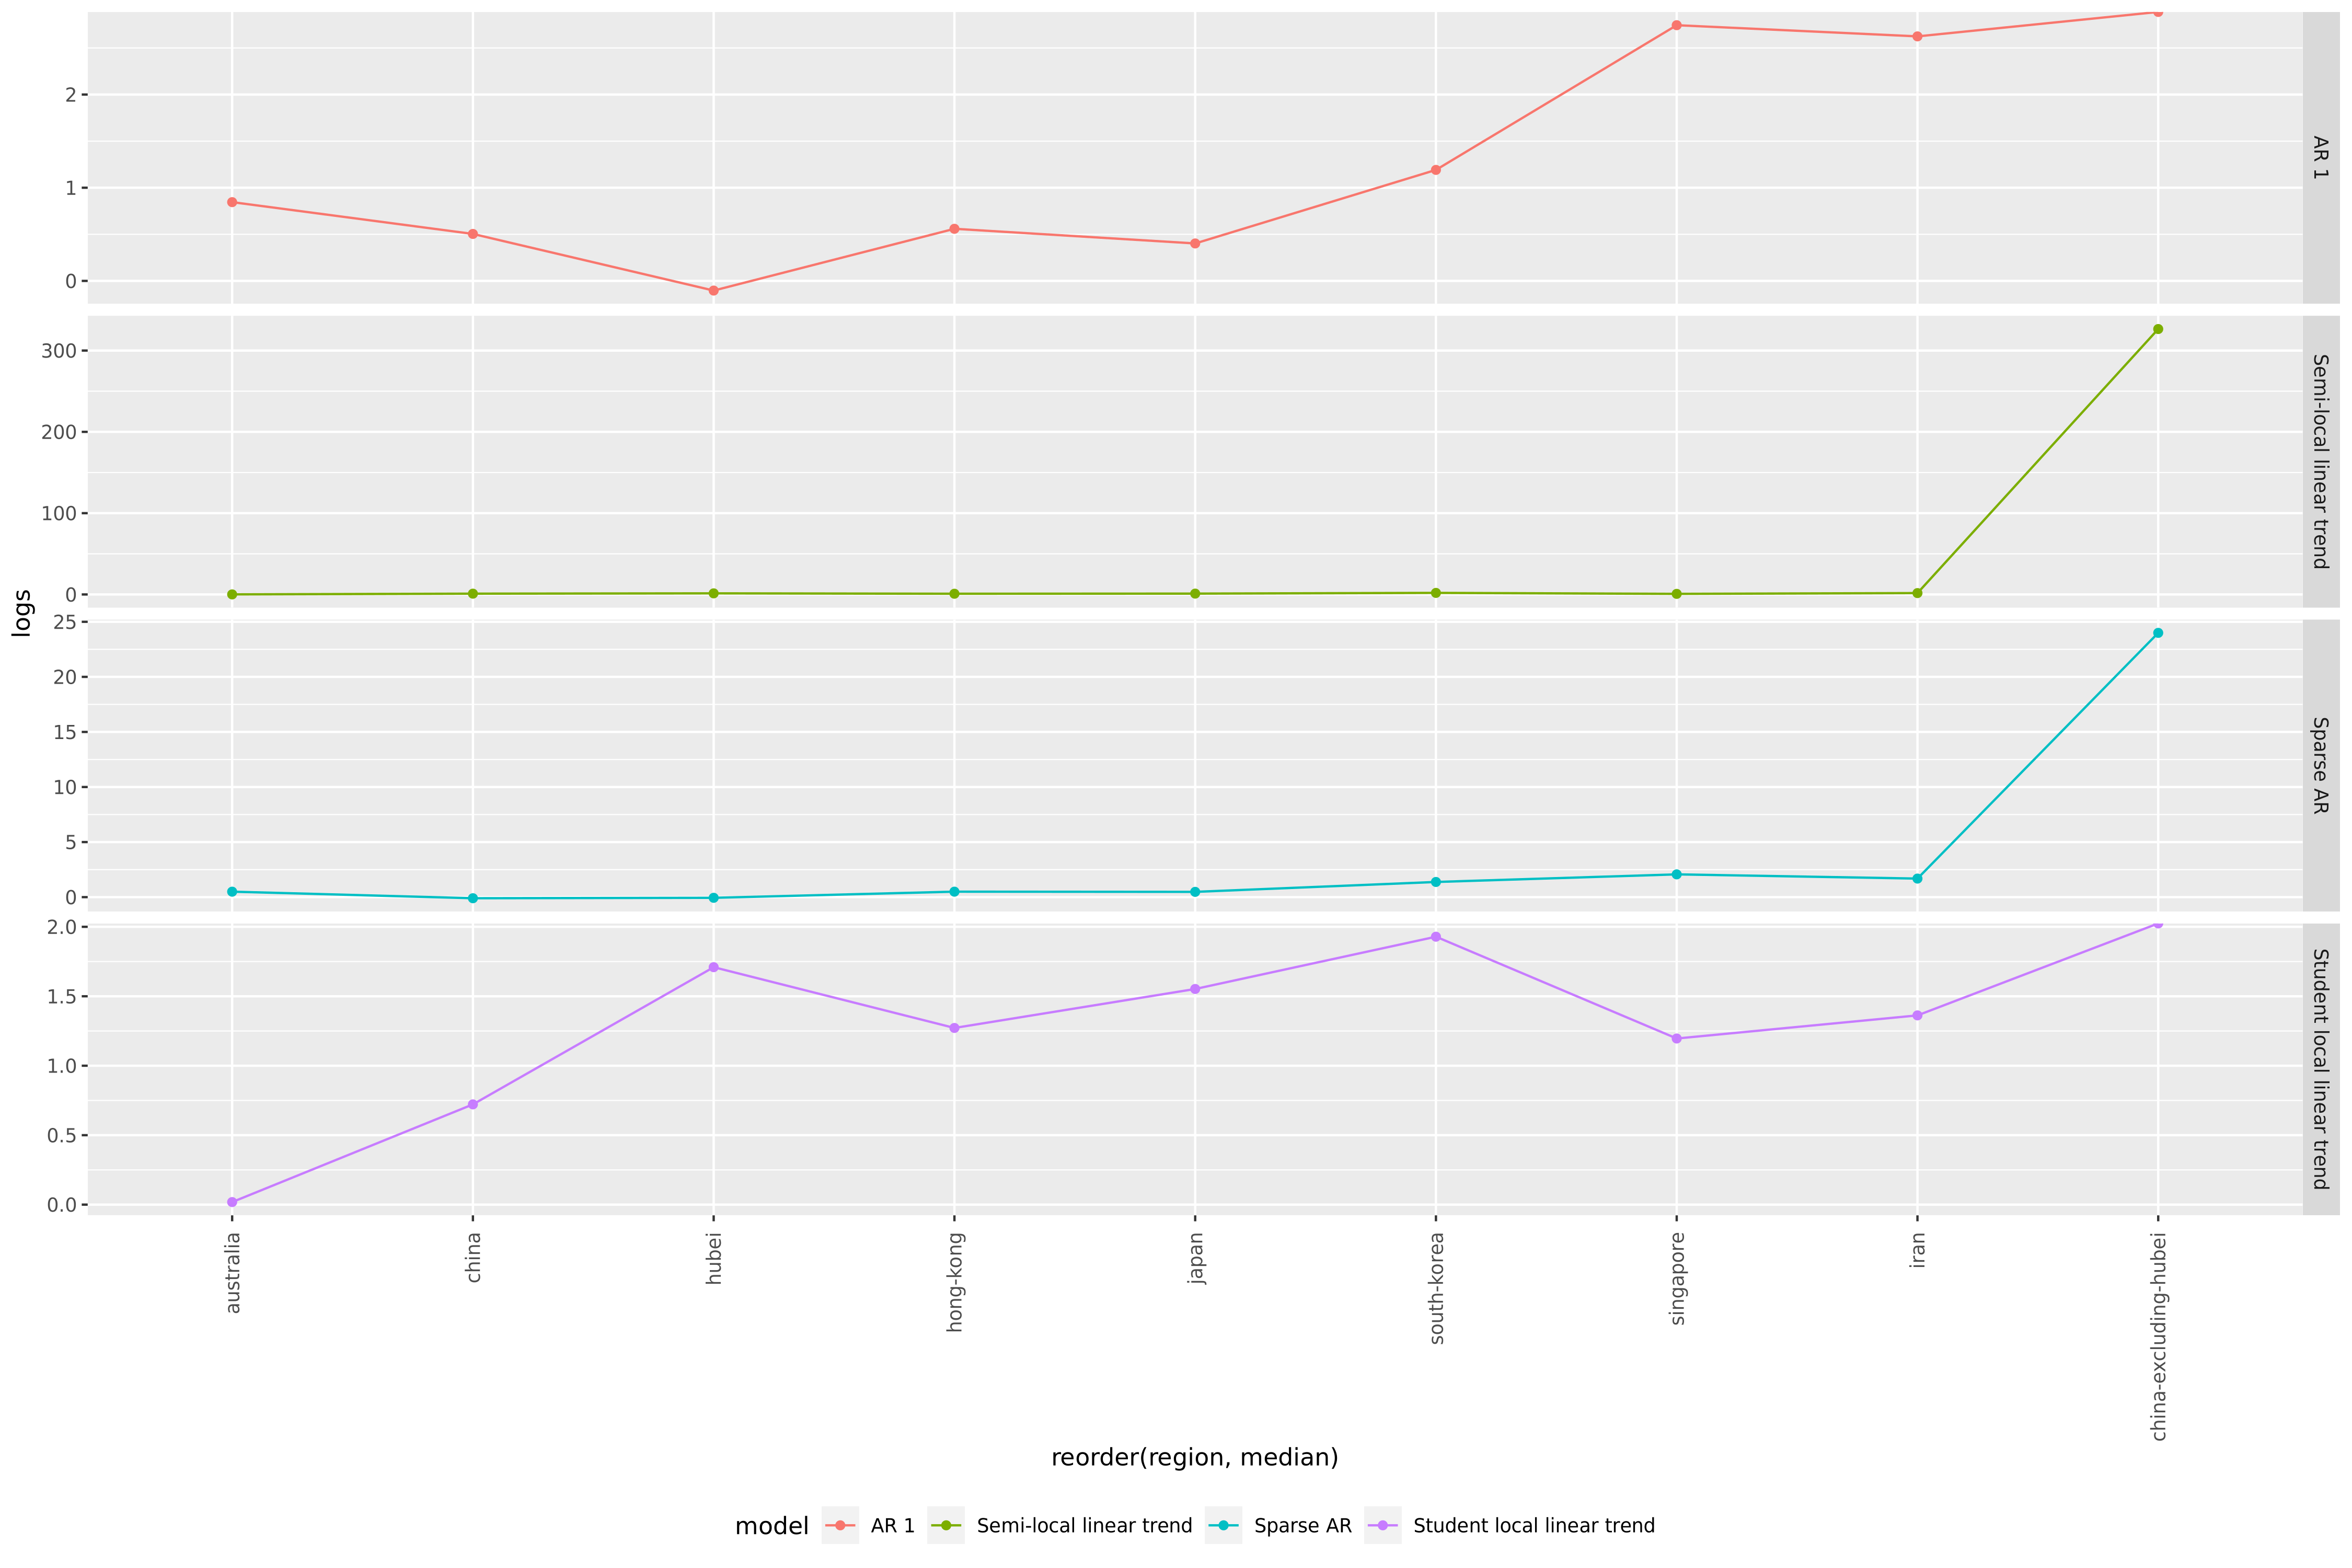 2
1
0
AR 1
300
200
100
0
Semi-local linear trend
logs
25
20
15
10
5
0
Sparse AR
2.0
1.5
1.0
0.5
0.0
Student local linear trend
australia
china
hubei
hong-kong
japan
south-korea
singapore
iran
china-excluding-hubei
reorder(region, median)
model AR 1 Semi-local linear trend Sparse AR Student local linear trend